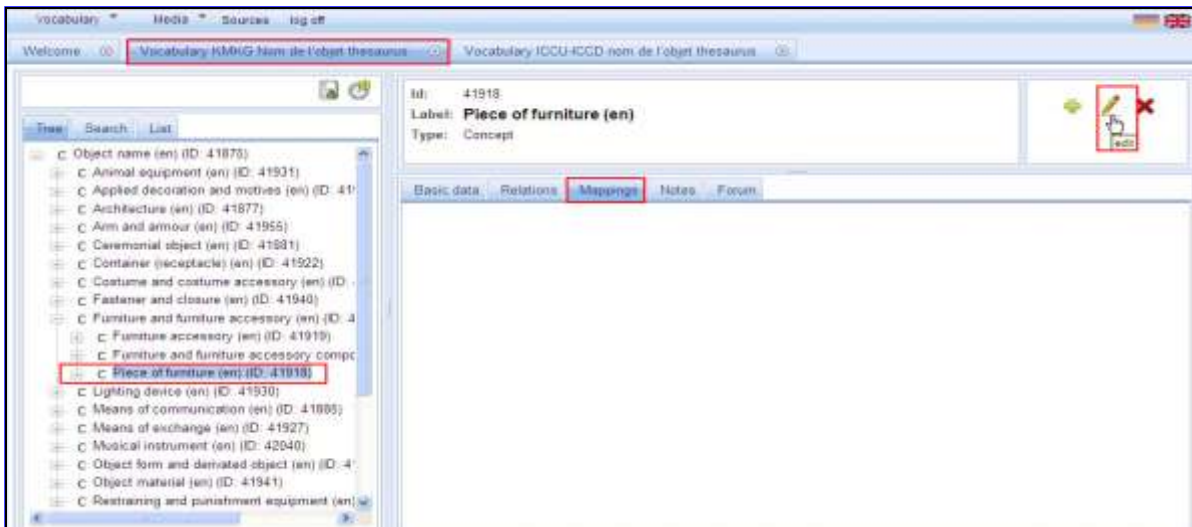 Vocabulary Media Sources log off
Welcome Vocabulary KMKG Nom de l'objet thesaurus Vocabulary ICCU-ICCD nom de l'objet thesaurus
Id: 41918
Label: Piece of furniture (en)
Type: Concept
edit
Tree Search List
Basic data Relations Mappings Notes Forum
C Object name (en) (ID: 41876)
C Animal equipment (en) (ID: 41931)
C Applied decoration and motives (en) (ID: 41
C Architecture (en) (ID: 41877)
C Arm and armour (en) (ID: 41955)
C Ceremonial object (en) (ID: 41881)
C Container (receptacle) (en) (ID: 41922)
C Costume and costume accessory (en) (ID:
C Fastener and closure (en) (ID: 41940)
C Furniture and furniture accessory (en) (ID: 4
C Furniture accessory (en) (ID: 41919)
C Furniture and furniture accessory compo
C Piece of furniture (en) (ID: 41918)
C Lighting device (en) (ID: 41930)
C Means of communication (en) (ID: 41886)
C Means of exchange (en) (ID: 41927)
C Musical instrument (en) (ID: 42040)
C Object form and derivated object (en) (ID: 4
C Object material (en) (ID: 41941)
C Restraining and punishment equipment (en)